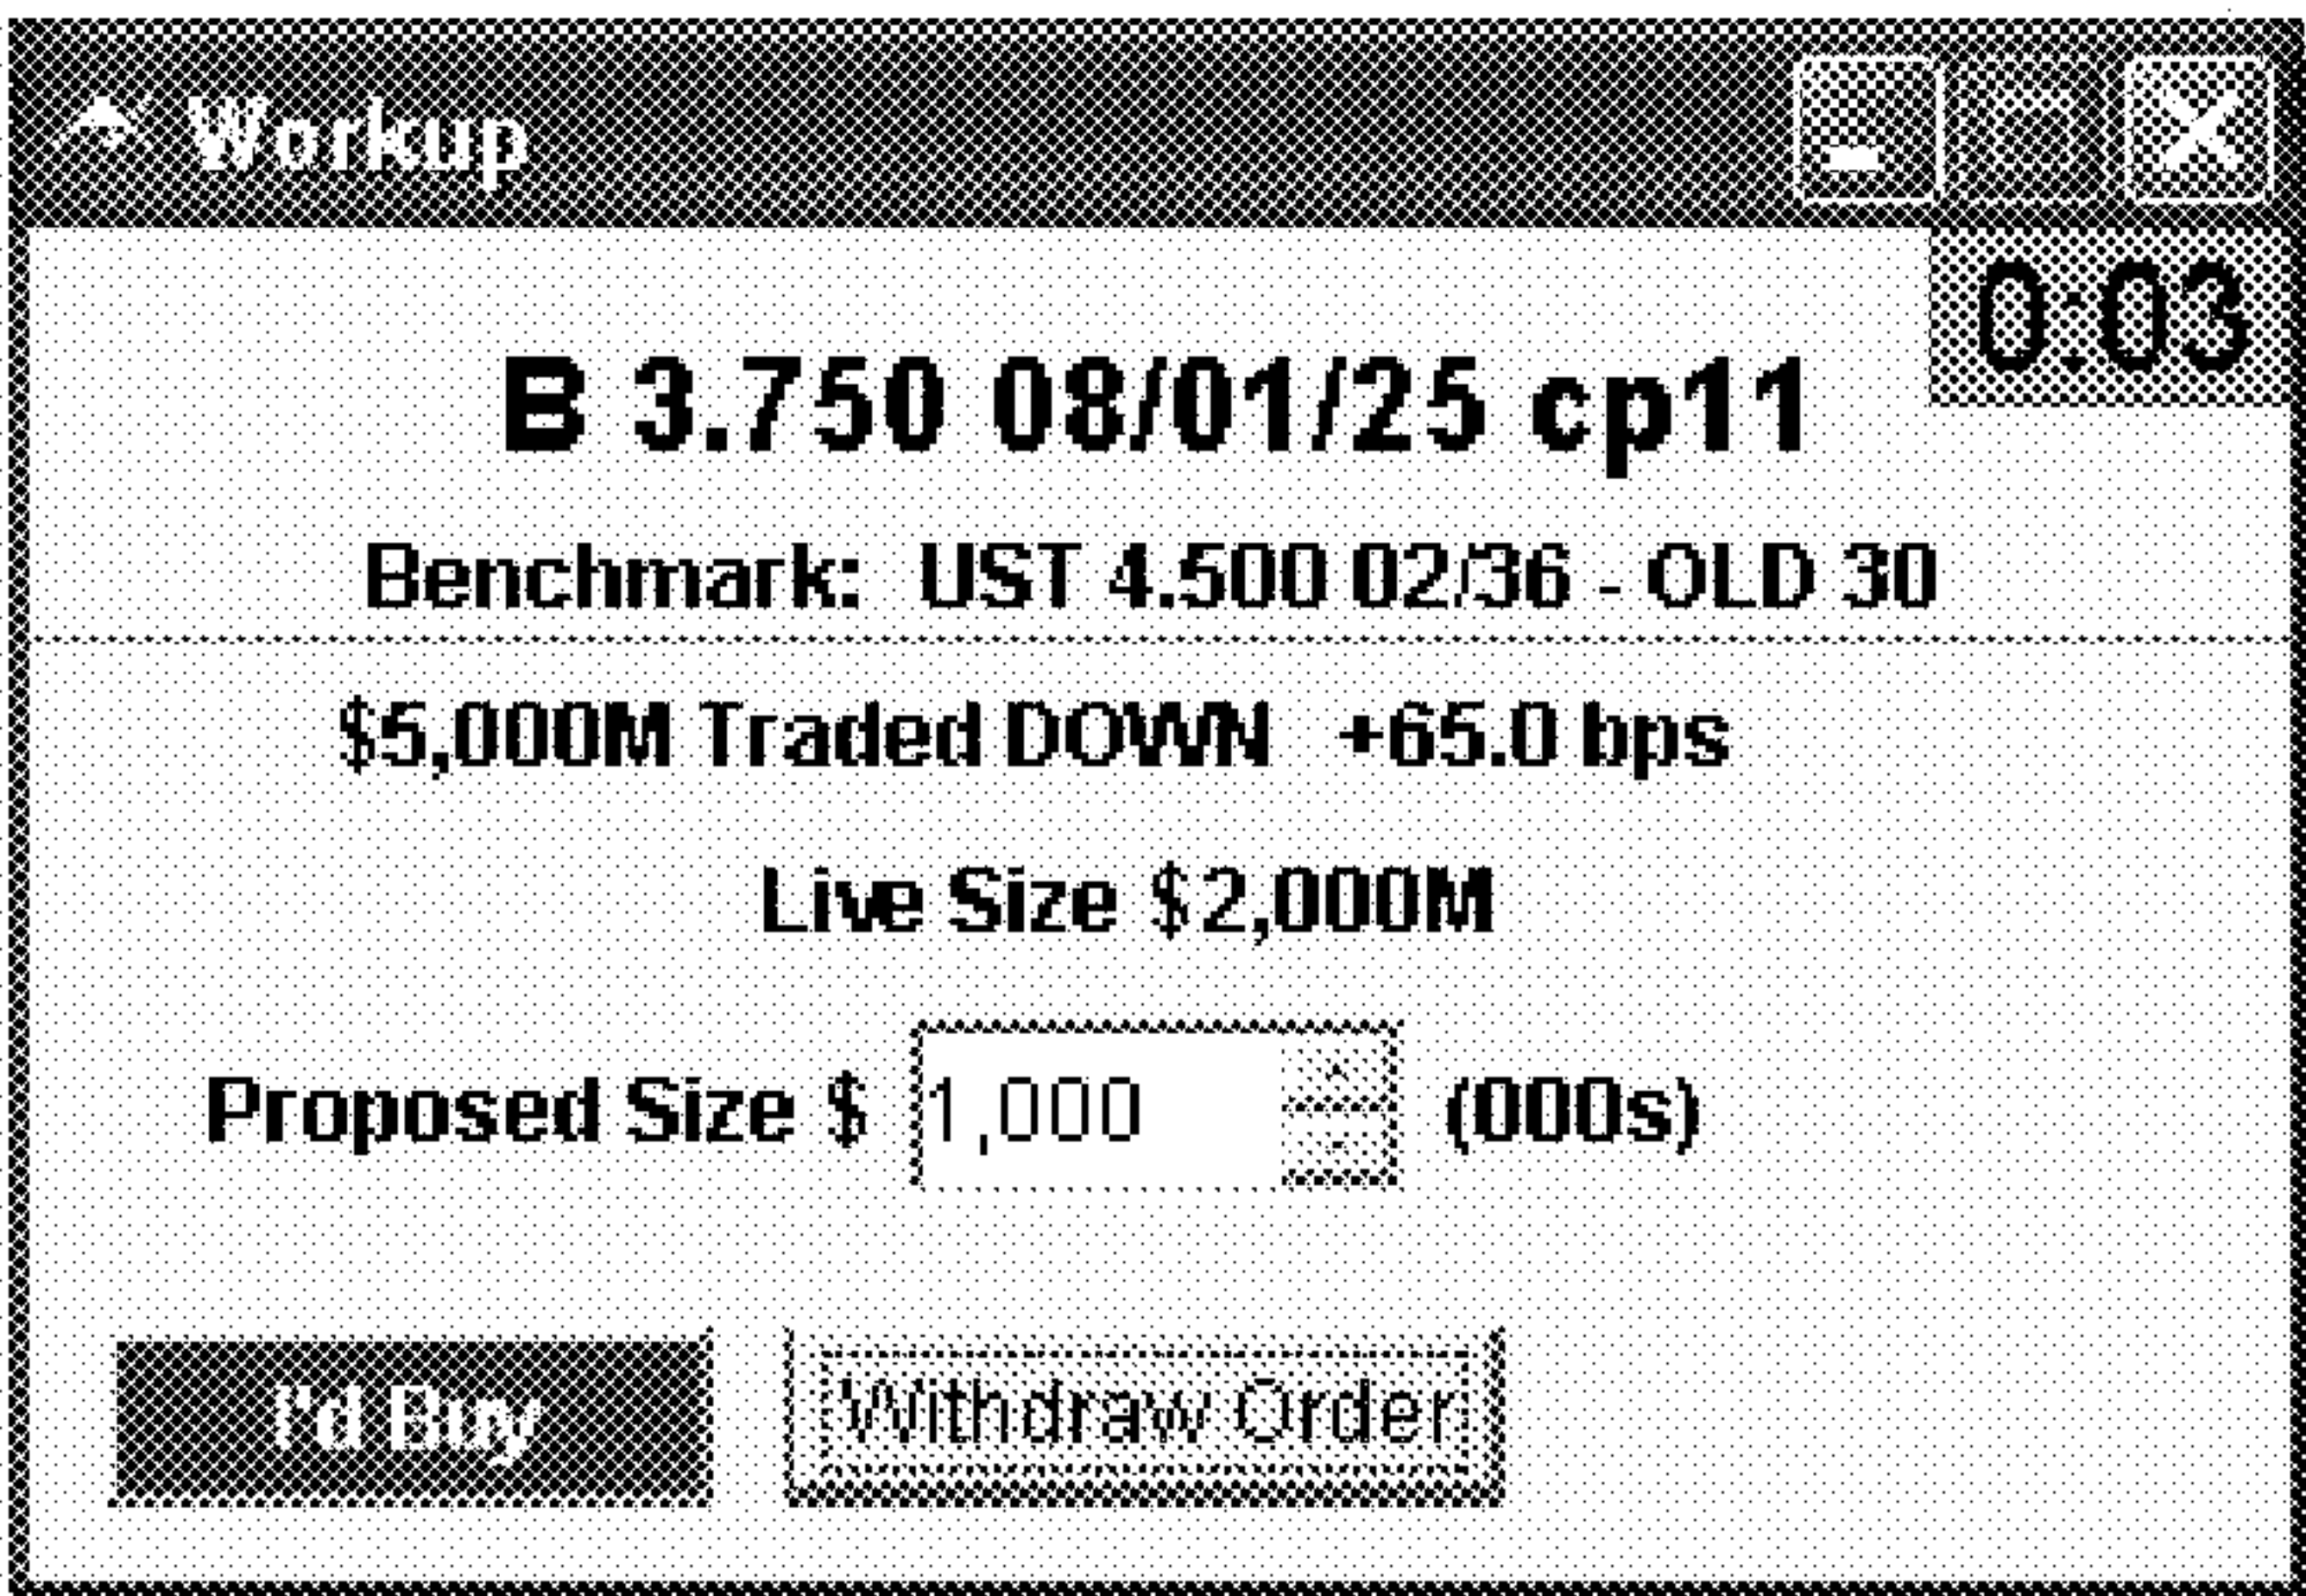 Workup
0:03
B 3.750 08/01/25 cp11
Benchmark: UST 4.500 02/36 - OLD 30
$5,000M Traded DOWN +65.0 bps
Live Size $2,000M
Proposed Size $ 1,000 (000s)
I'd Buy Withdraw Order